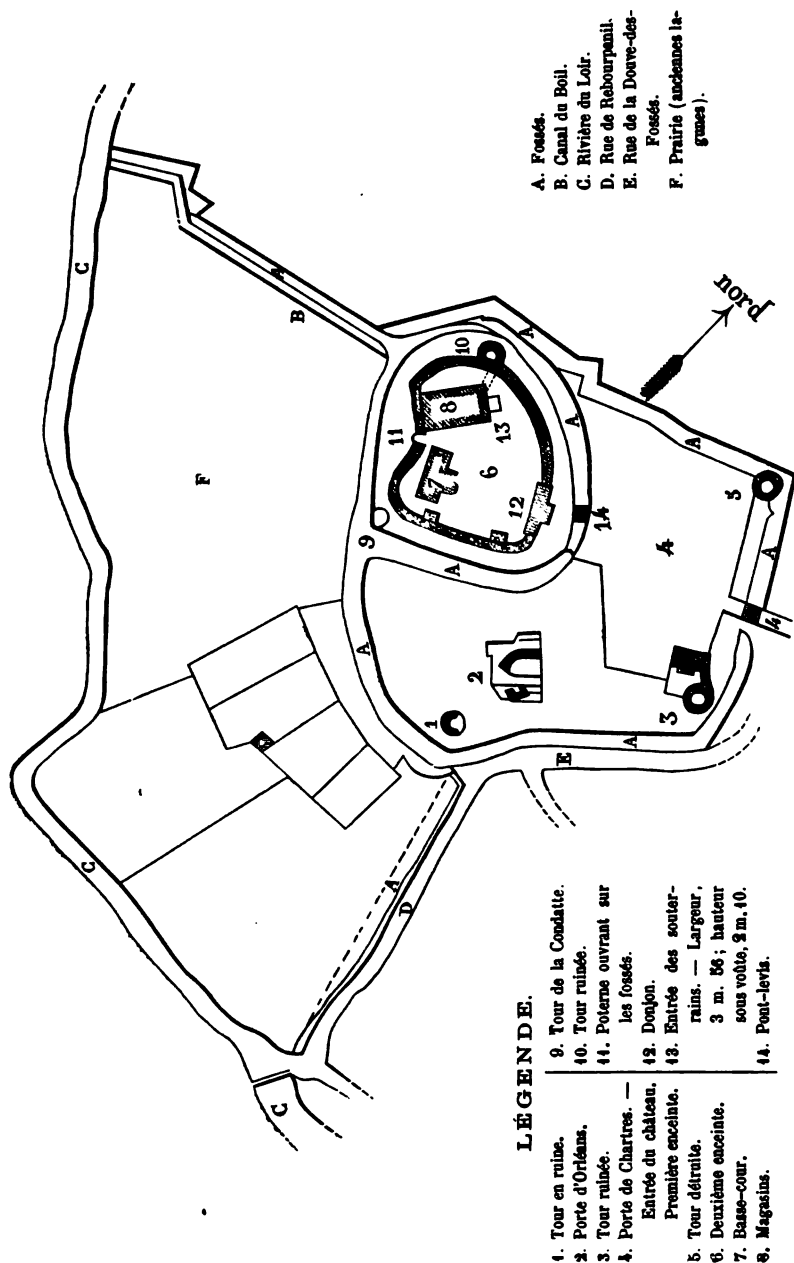 LÉGENDE.
1. Tour en ruine.
2. Porte d'Orléans.
3. Tour ruinée.
4. Porte de Chartres. —
Entrée du château.
Première enceinte.
5. Tour détruite.
6. Deuxième enceinte.
7. Basse-cour.
8. Magasins.
9. Tour de la Condatte.
10. Tour ruinée.
11. Poterne ouvrant sur
les fossés.
12. Donjon.
13. Entrée des souter-
rains. — Largeur,
3 m. 56; hauteur
sous voûte, 2 m. 10.
14. Pont-levis.
A. Fossés.
B. Canal du Boil.
C. Rivière du Loir.
D. Rue de Rebourpanil.
E. Rue de la Douve-des-
Fossés.
F. Prairie (anciennes la-
gunes).
nord
C
C
C
F
B
A
A
D
A
E
A
A
A
A
A
A
1
2
3
4
4
5
6
7
8
9
10
11
12
13
14